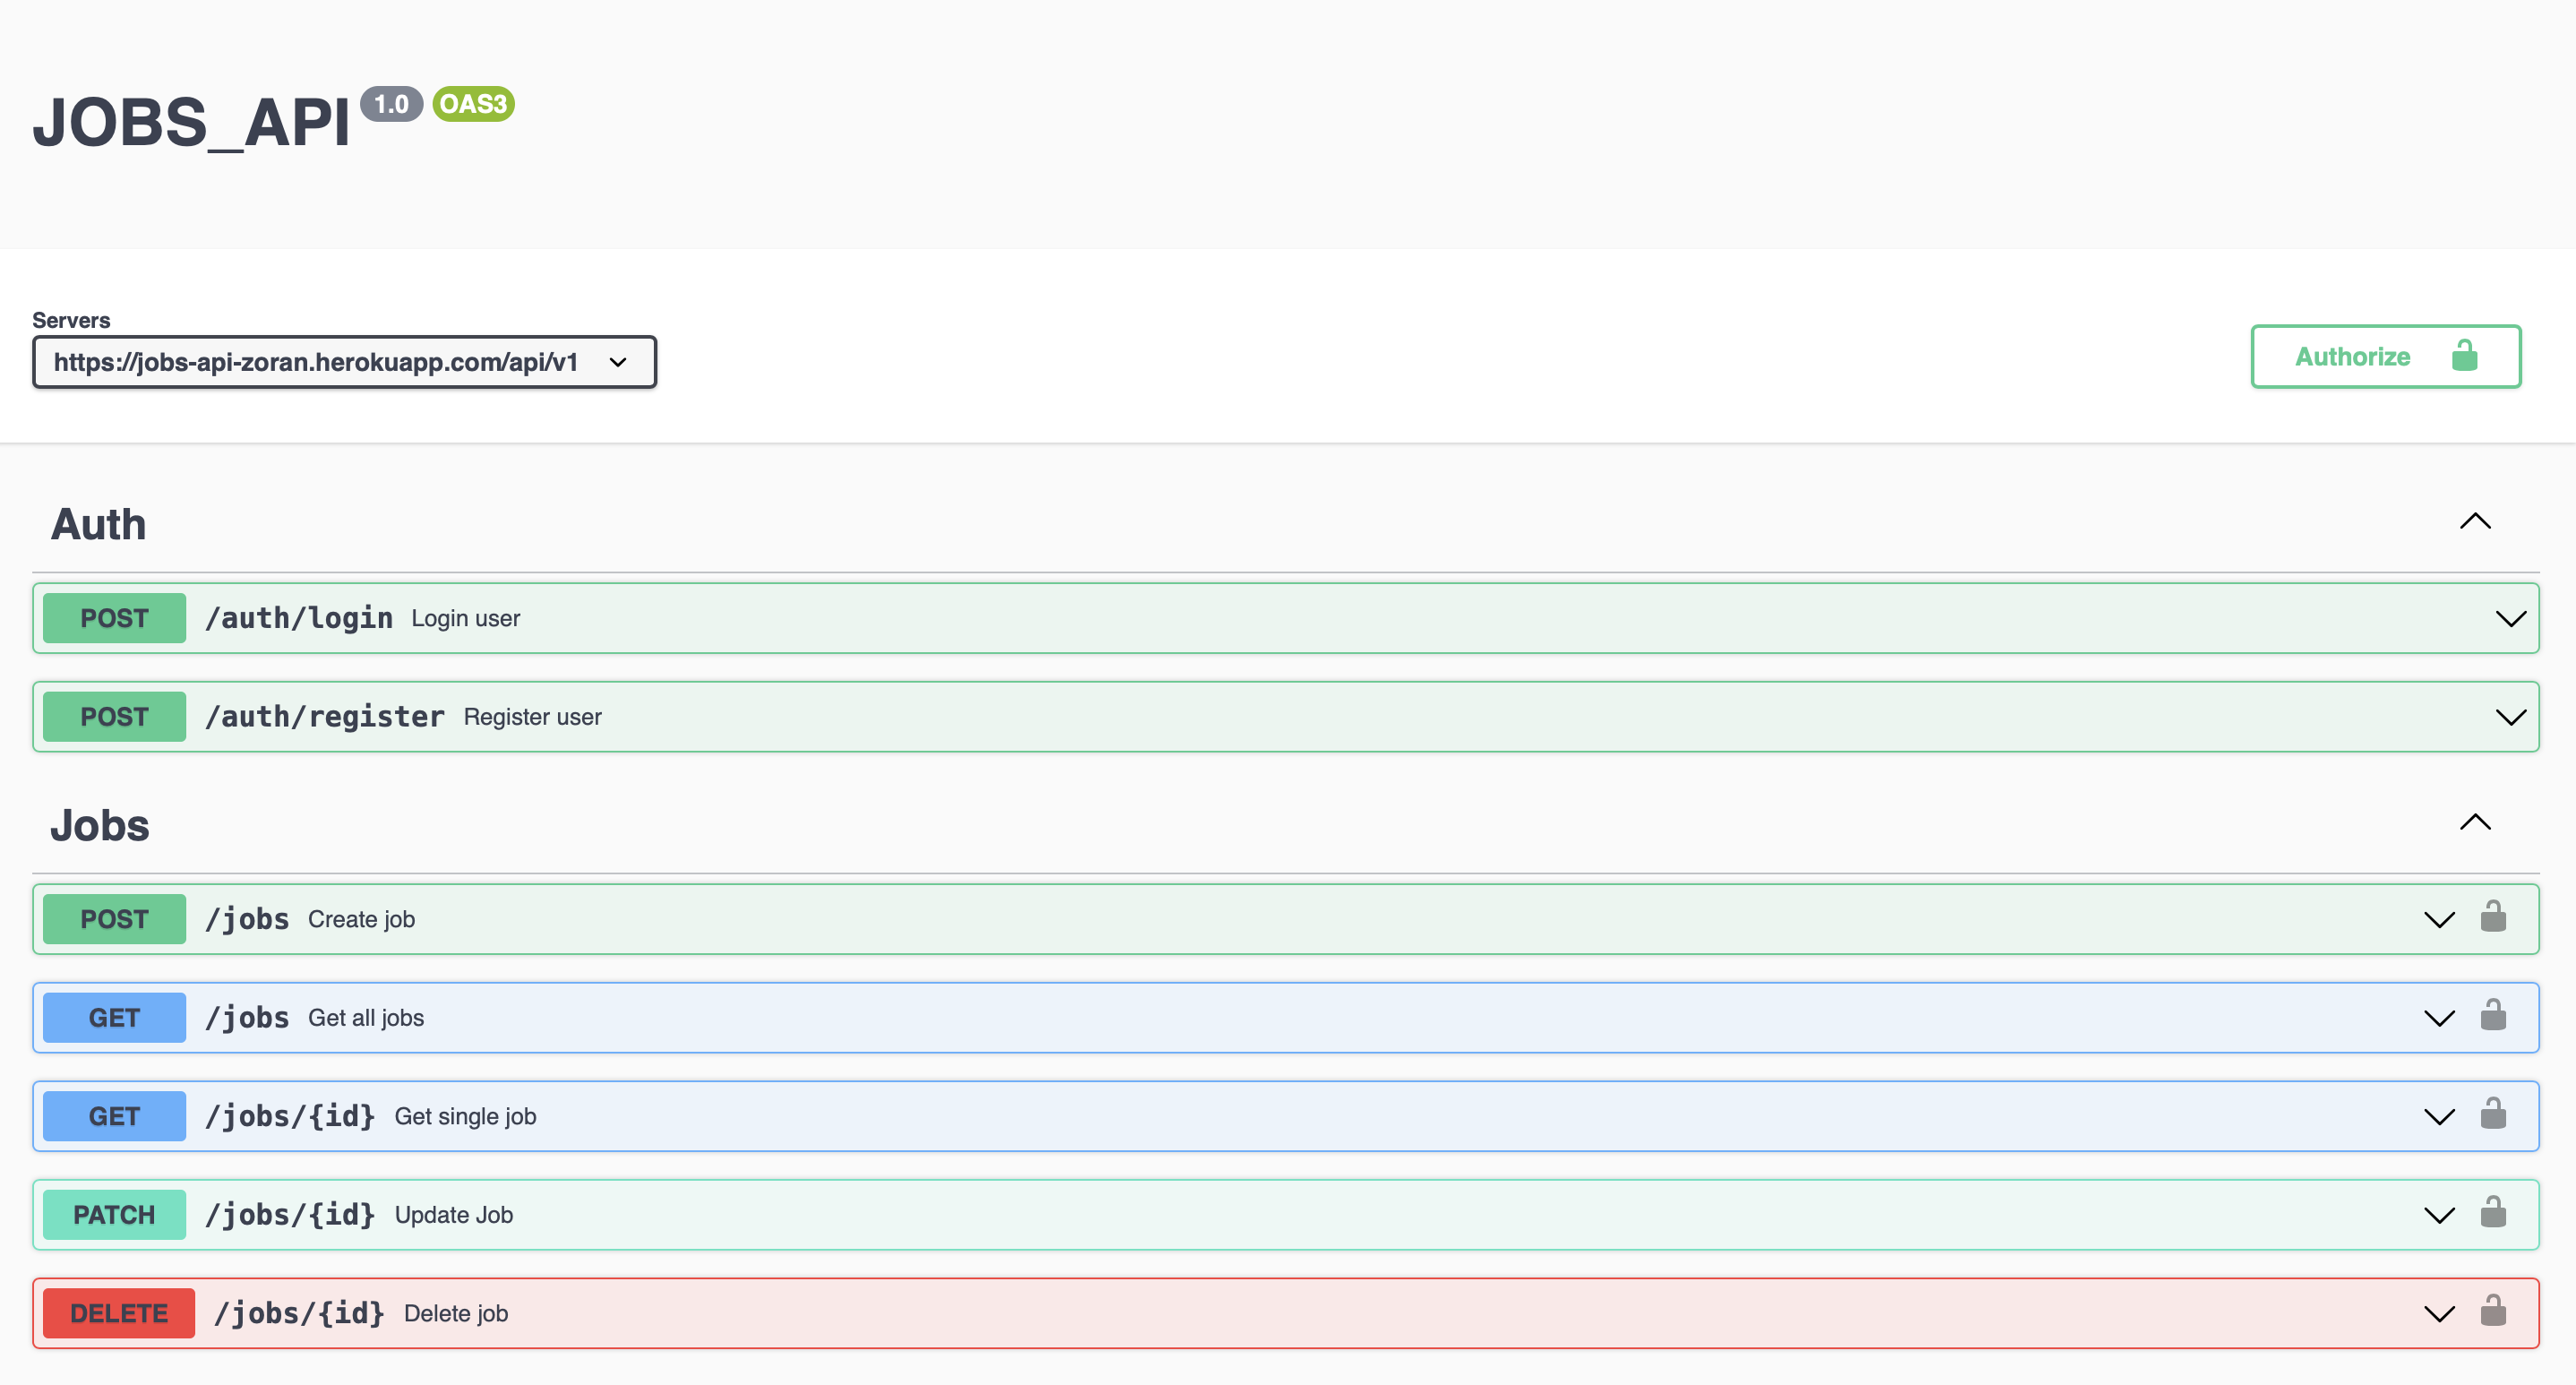 JOBS_API 1.0 OAS3
Servers
https://jobs-api-zoran.herokuapp.com/api/v1
Authorize
Auth
POST /auth/login Login user
POST /auth/register Register user
Jobs
POST /jobs Create job
GET /jobs Get all jobs
GET /jobs/{id} Get single job
PATCH /jobs/{id} Update Job
DELETE /jobs/{id} Delete job